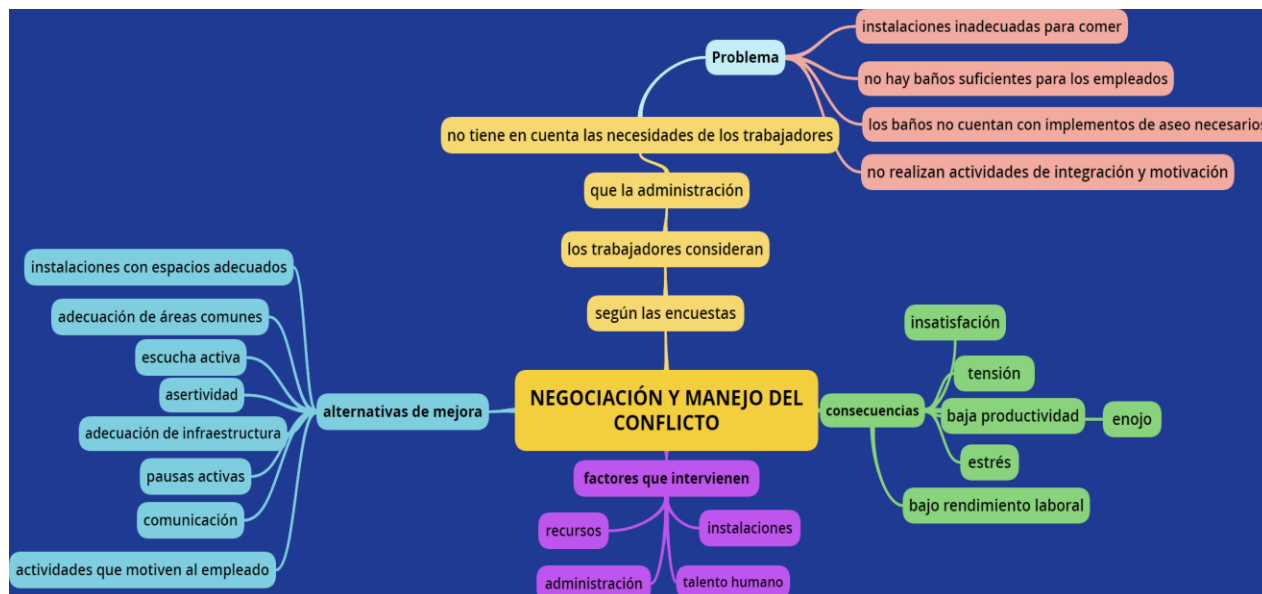 Problema
instalaciones inadecuadas para comer
no hay baños suficientes para los empleados
los baños no cuentan con implementos de aseo necesarios
no realizan actividades de integración y motivación
no tiene en cuenta las necesidades de los trabajadores
que la administración
los trabajadores consideran
según las encuestas
NEGOCIACIÓN Y MANEJO DEL
CONFLICTO
alternativas de mejora
instalaciones con espacios adecuados
adecuación de áreas comunes
escucha activa
asertividad
adecuación de infraestructura
pausas activas
comunicación
actividades que motiven al empleado
consecuencias
insatisfación
tensión
baja productividad
enojo
estrés
bajo rendimiento laboral
factores que intervienen
recursos
instalaciones
administración
talento humano